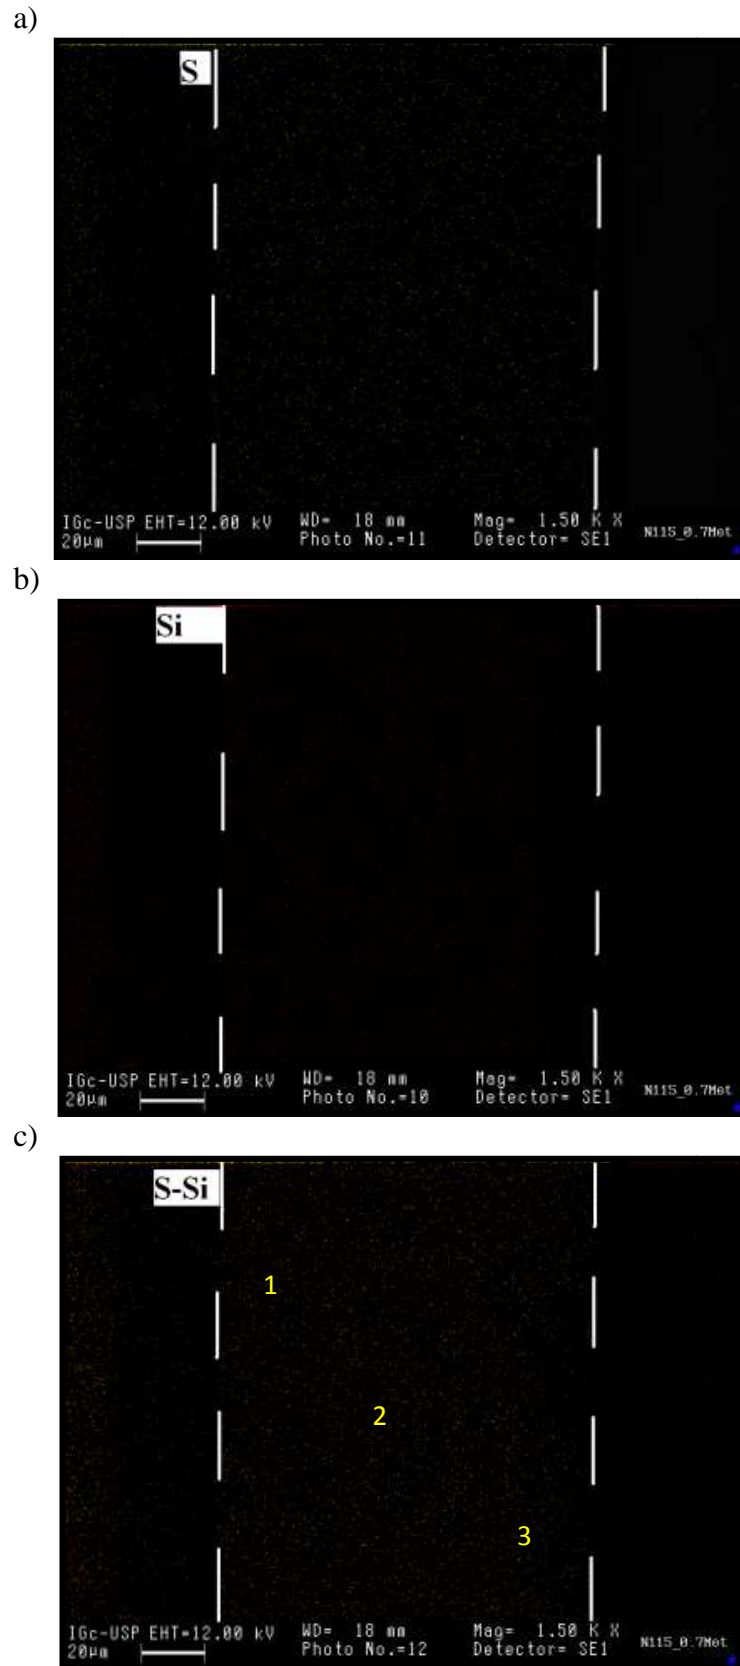 a)
S
IGc-USP EHT=12.00 kV WD= 18 mm Mag= 1.50 K X
20µm Photo No.=11 Detector= SE1
N115_0.7Met
b)
Si
IGc-USP EHT=12.00 kV WD= 18 mm Mag= 1.50 K X
20µm Photo No.=10 Detector= SE1
N115_0.7Met
c)
S-Si
1
2
3
IGc-USP EHT=12.00 kV WD= 18 mm Mag= 1.50 K X
20µm Photo No.=12 Detector= SE1
N115_0.7Met